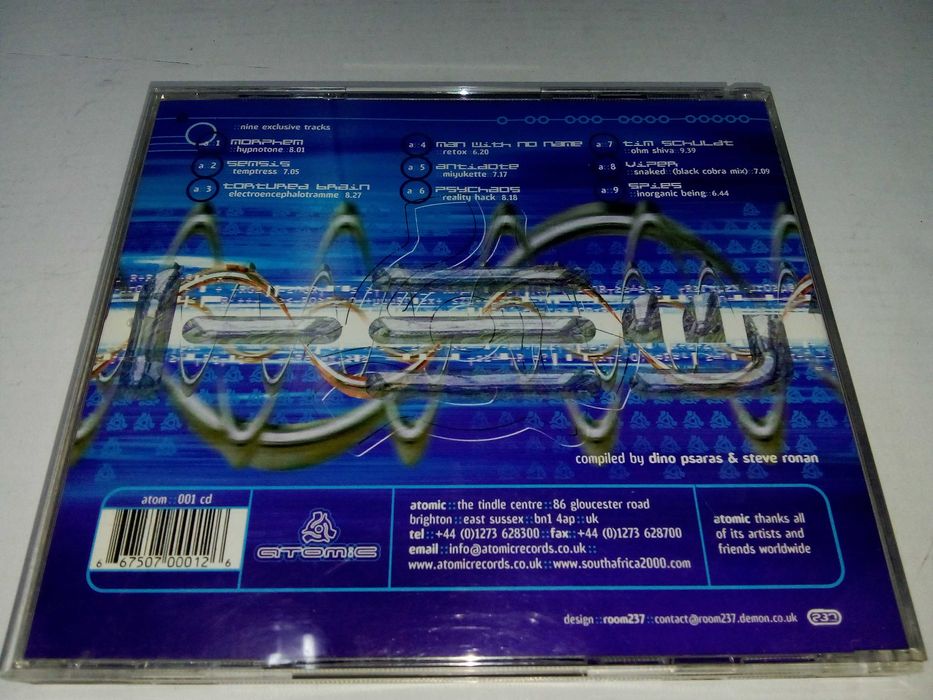 ::nine exclusive tracks
a::1 morphem
::hypnotone 8.01
a::2 semsis
temptress 7.05
a::3 tortured brain
electroencephalotramme 8.27
a::4 man with no name
retox 6.20
a::5 antidote
miyukette 7.17
a::6 psychaos
reality hack 8.18
a::7 tim schuldt
::ohm shiva::9.39
a::8 viper
::snaked::(black cobra mix)::7.09
a::9 spies
::inorganic being::6.44
compiled by dino psaras & steve ronan
atom::001 cd
6 67507 00012 6
atomic
atomic::the tindle centre::86 gloucester road
brighton::east sussex::bn1 4ap::uk
tel::+44 (0)1273 628300::fax::+44 (0)1273 628700
email::info@atomicrecords.co.uk::
www.atomicrecords.co.uk::www.southafrica2000.com
atomic thanks all
of its artists and
friends worldwide
design::room237::contact@room237.demon.co.uk
237